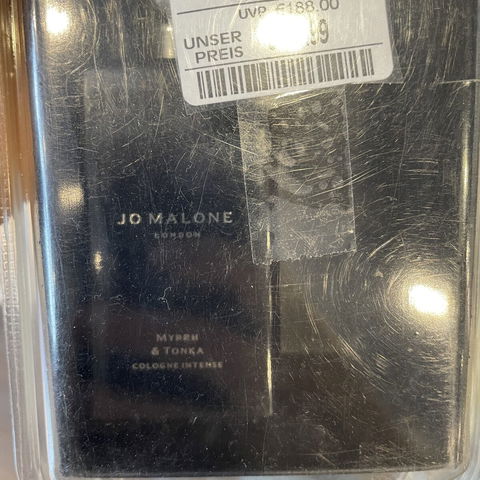 UVP €188.00
UNSER
PREIS
JO MALONE
LONDON
MYRRH
& TONKA
COLOGNE INTENSE